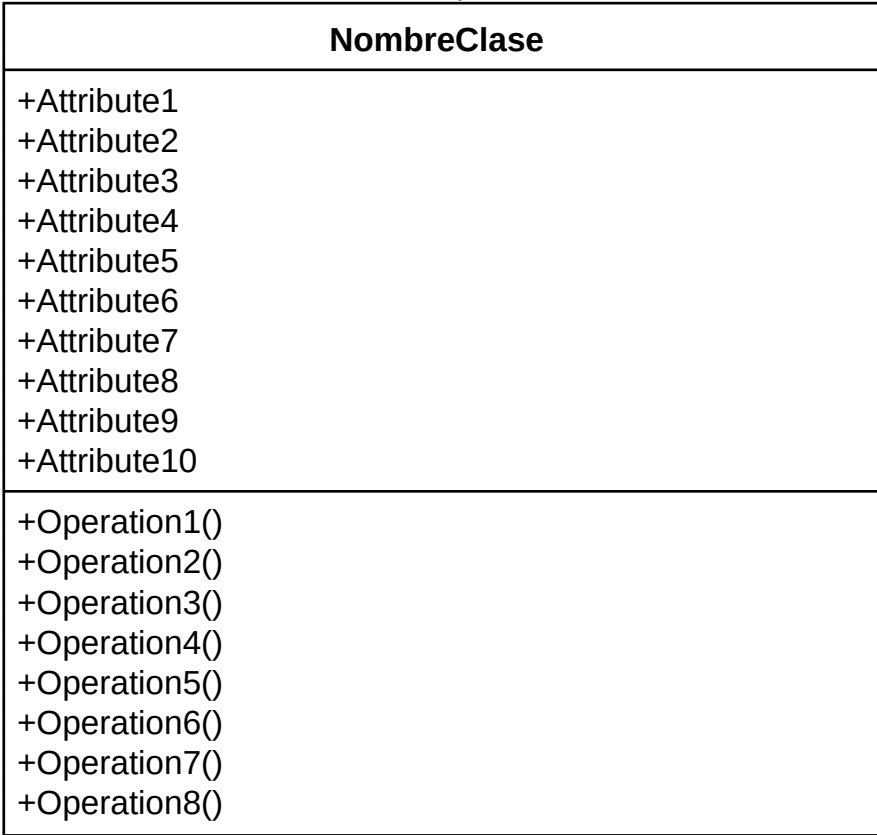 NombreClase
+Attribute1
+Attribute2
+Attribute3
+Attribute4
+Attribute5
+Attribute6
+Attribute7
+Attribute8
+Attribute9
+Attribute10
+Operation1()
+Operation2()
+Operation3()
+Operation4()
+Operation5()
+Operation6()
+Operation7()
+Operation8()